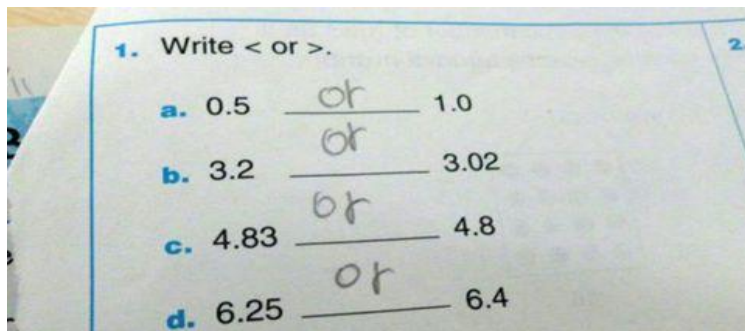 1. Write < or >.
a. 0.5 or 1.0
b. 3.2 or 3.02
c. 4.83 or 4.8
d. 6.25 or 6.4
2